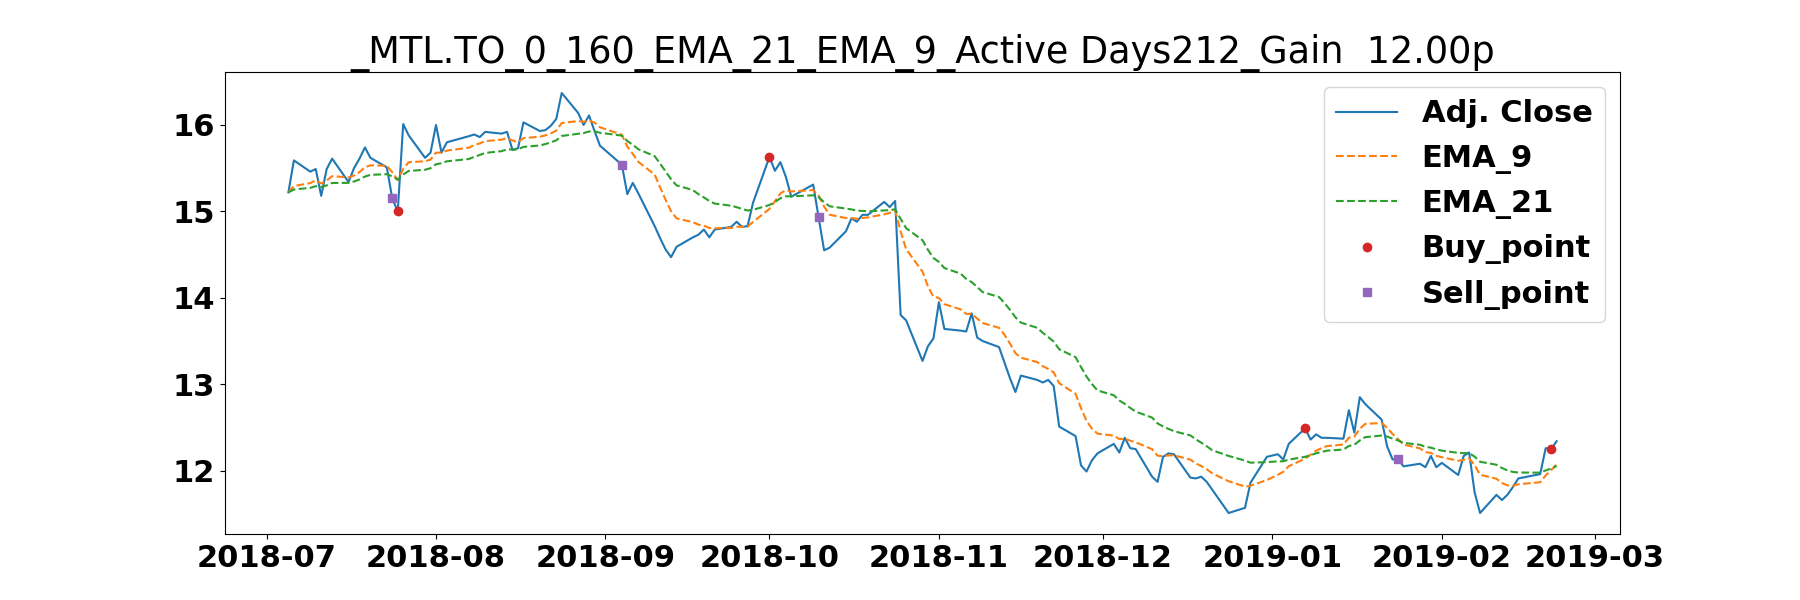 _MTL.TO_0_160_EMA_21_EMA_9_Active Days212_Gain  12.00p
Adj. Close
EMA_9
EMA_21
Buy_point
Sell_point
16
15
14
13
12
2018-07 2018-08 2018-09 2018-10 2018-11 2018-12 2019-01 2019-02 2019-03